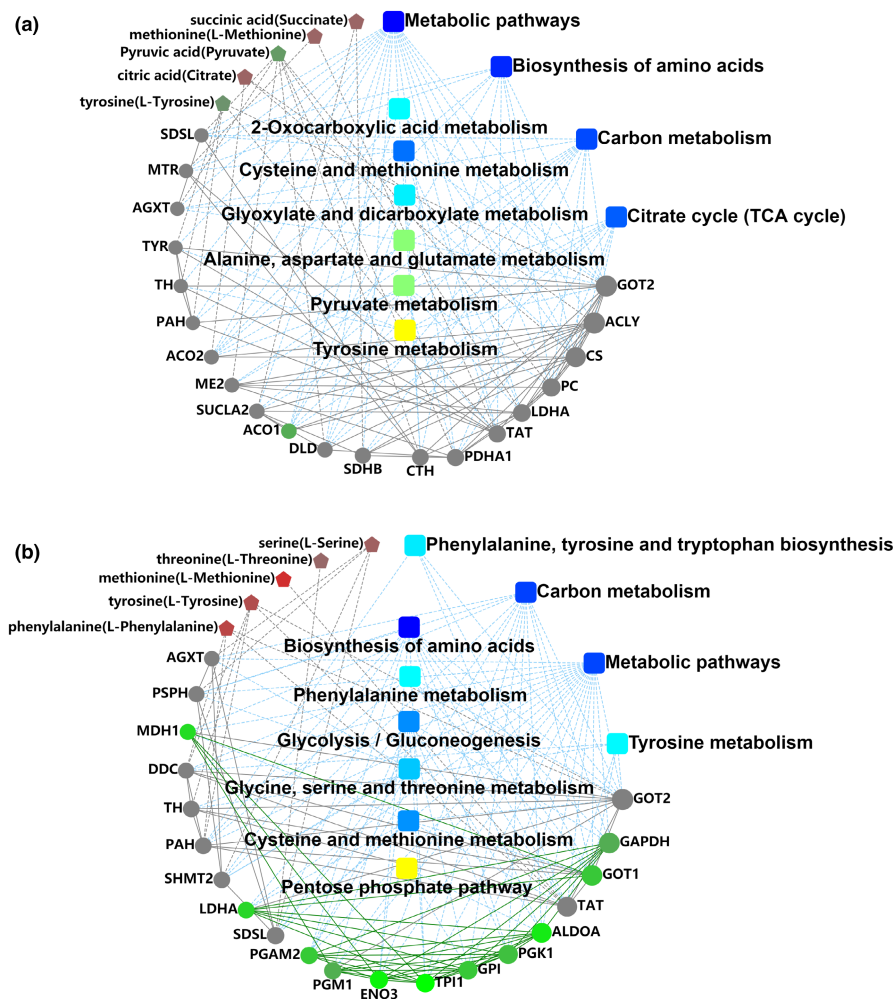 (a)
succinic acid(Succinate)
methionine(L-Methionine)
Pyruvic acid(Pyruvate)
citric acid(Citrate)
tyrosine(L-Tyrosine)
SDSL
MTR
AGXT
TYR
TH
PAH
ACO2
ME2
SUCLA2
ACO1
DLD
SDHB
CTH
PDHA1
TAT
LDHA
PC
CS
ACLY
GOT2
Metabolic pathways
Biosynthesis of amino acids
Carbon metabolism
Citrate cycle (TCA cycle)
2-Oxocarboxylic acid metabolism
Cysteine and methionine metabolism
Glyoxylate and dicarboxylate metabolism
Alanine, aspartate and glutamate metabolism
Pyruvate metabolism
Tyrosine metabolism
(b)
serine(L-Serine)
threonine(L-Threonine)
methionine(L-Methionine)
tyrosine(L-Tyrosine)
phenylalanine(L-Phenylalanine)
AGXT
PSPH
MDH1
DDC
TH
PAH
SHMT2
LDHA
SDSL
PGAM2
PGM1
ENO3
TPI1
GPI
PGK1
ALDOA
TAT
GOT1
GAPDH
GOT2
Phenylalanine, tyrosine and tryptophan biosynthesis
Carbon metabolism
Metabolic pathways
Tyrosine metabolism
Biosynthesis of amino acids
Phenylalanine metabolism
Glycolysis / Gluconeogenesis
Glycine, serine and threonine metabolism
Cysteine and methionine metabolism
Pentose phosphate pathway